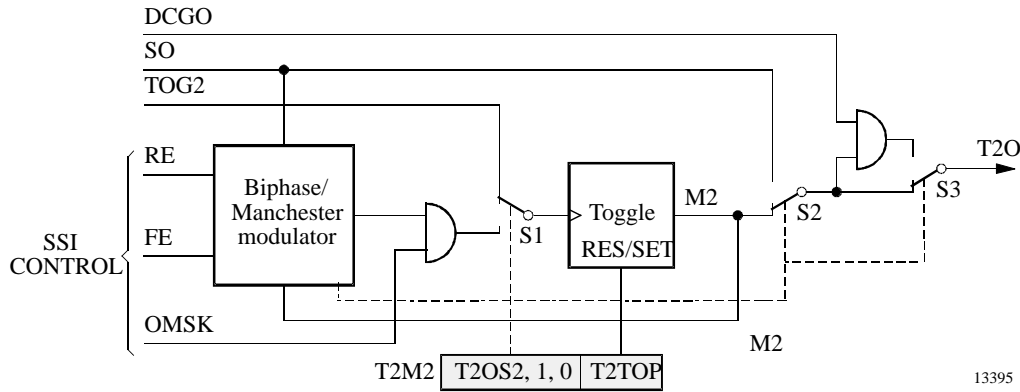 DCGO
SO
TOG2
RE
Biphase/
Manchester
modulator
FE
SSI
CONTROL
OMSK
S1
Toggle
RES/SET
M2
S2
S3
T2O
M2
T2M2
T2OS2, 1, 0
T2TOP
13395